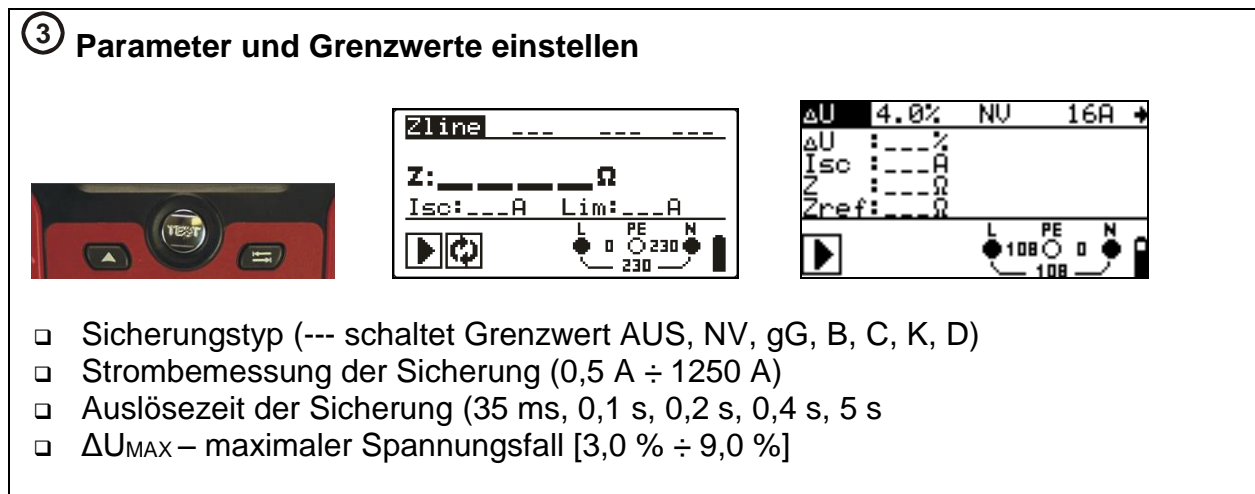 3 Parameter und Grenzwerte einstellen
TEST
Zline --- --- ---
Z:____Ω
Isc:___A Lim:___A
L PE N
0 230
230
ΔU 4.0% NV 16A
ΔU :___%
Isc :___A
Z :___Ω
Zref:___Ω
L PE N
108 0
108
❑ Sicherungstyp (--- schaltet Grenzwert AUS, NV, gG, B, C, K, D)
❑ Strombemessung der Sicherung (0,5 A ÷ 1250 A)
❑ Auslösezeit der Sicherung (35 ms, 0,1 s, 0,2 s, 0,4 s, 5 s
❑ ΔUMAX – maximaler Spannungsfall [3,0 % ÷ 9,0 %]